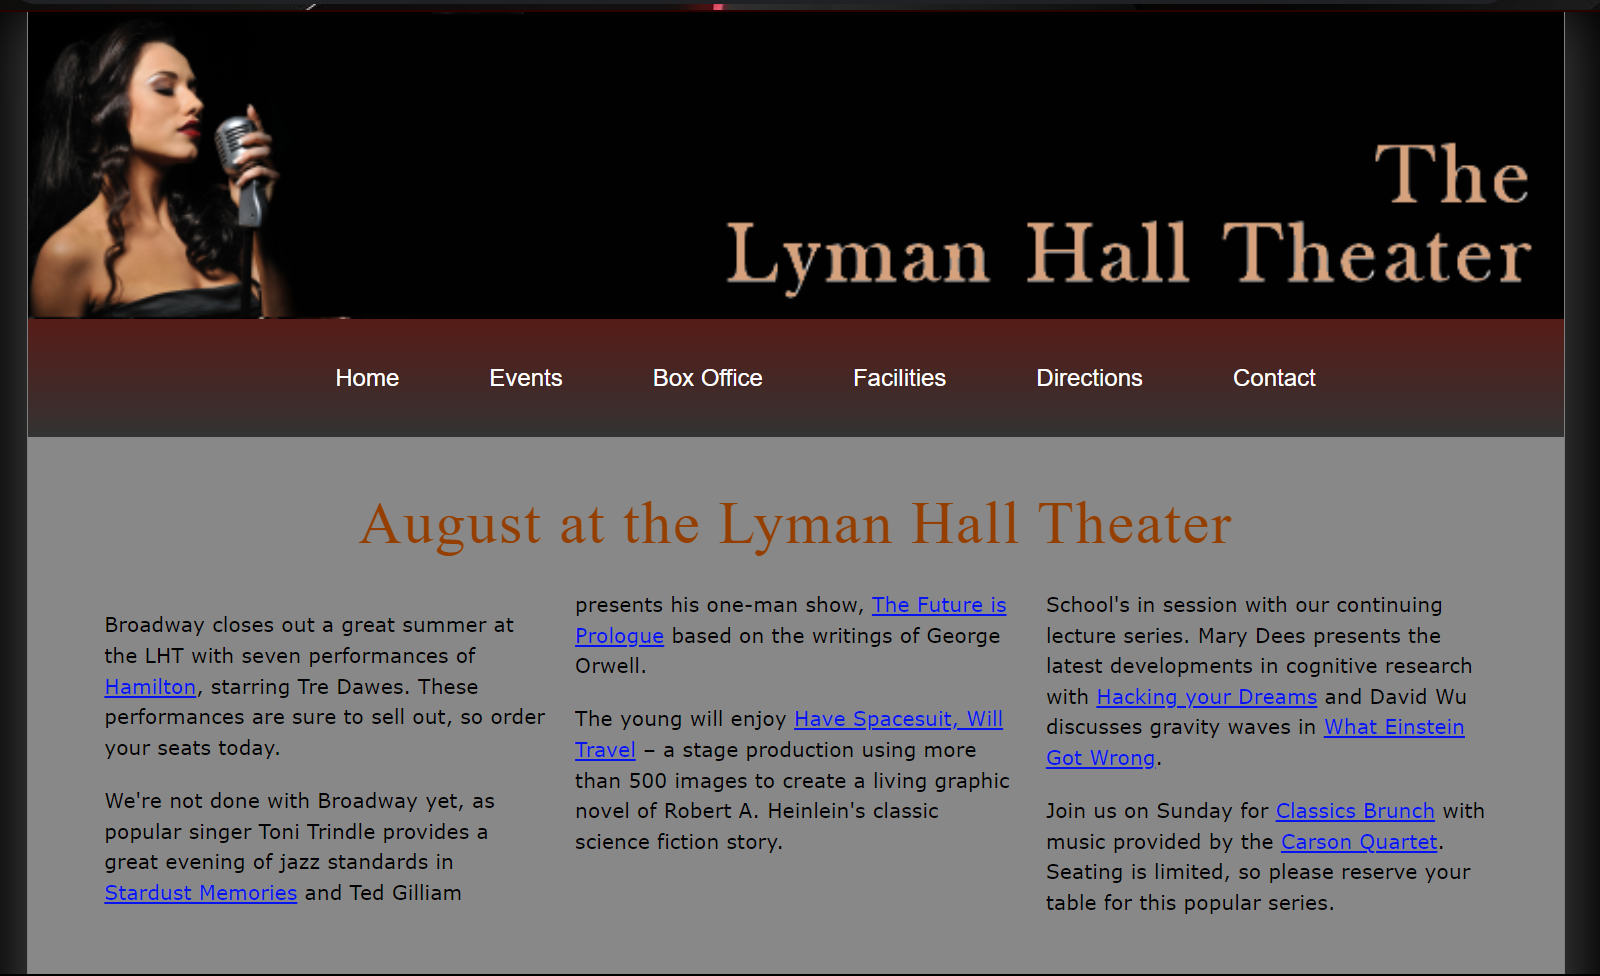 The
Lyman Hall Theater
Home Events Box Office Facilities Directions Contact
August at the Lyman Hall Theater
Broadway closes out a great summer at
the LHT with seven performances of
Hamilton, starring Tre Dawes. These
performances are sure to sell out, so order
your seats today.
We're not done with Broadway yet, as
popular singer Toni Trindle provides a
great evening of jazz standards in
Stardust Memories and Ted Gilliam
presents his one-man show, The Future is
Prologue based on the writings of George
Orwell.
The young will enjoy Have Spacesuit, Will
Travel – a stage production using more
than 500 images to create a living graphic
novel of Robert A. Heinlein's classic
science fiction story.
School's in session with our continuing
lecture series. Mary Dees presents the
latest developments in cognitive research
with Hacking your Dreams and David Wu
discusses gravity waves in What Einstein
Got Wrong.
Join us on Sunday for Classics Brunch with
music provided by the Carson Quartet.
Seating is limited, so please reserve your
table for this popular series.